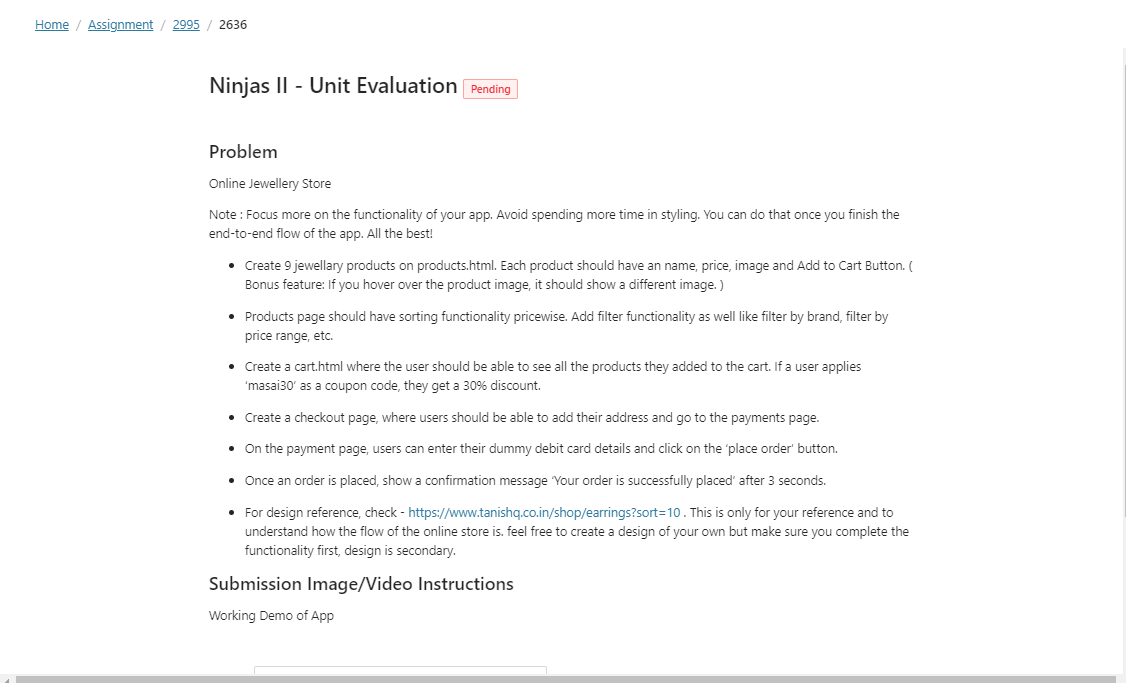 Home / Assignment / 2995 / 2636
Ninjas II - Unit Evaluation Pending
Problem
Online Jewellery Store
Note : Focus more on the functionality of your app. Avoid spending more time in styling. You can do that once you finish the
end-to-end flow of the app. All the best!
• Create 9 jewellary products on products.html. Each product should have an name, price, image and Add to Cart Button. (
Bonus feature: If you hover over the product image, it should show a different image. )
• Products page should have sorting functionality pricewise. Add filter functionality as well like filter by brand, filter by
price range, etc.
• Create a cart.html where the user should be able to see all the products they added to the cart. If a user applies
‘masai30’ as a coupon code, they get a 30% discount.
• Create a checkout page, where users should be able to add their address and go to the payments page.
• On the payment page, users can enter their dummy debit card details and click on the ‘place order’ button.
• Once an order is placed, show a confirmation message ‘Your order is successfully placed’ after 3 seconds.
• For design reference, check - https://www.tanishq.co.in/shop/earrings?sort=10 . This is only for your reference and to
understand how the flow of the online store is. feel free to create a design of your own but make sure you complete the
functionality first, design is secondary.
Submission Image/Video Instructions
Working Demo of App